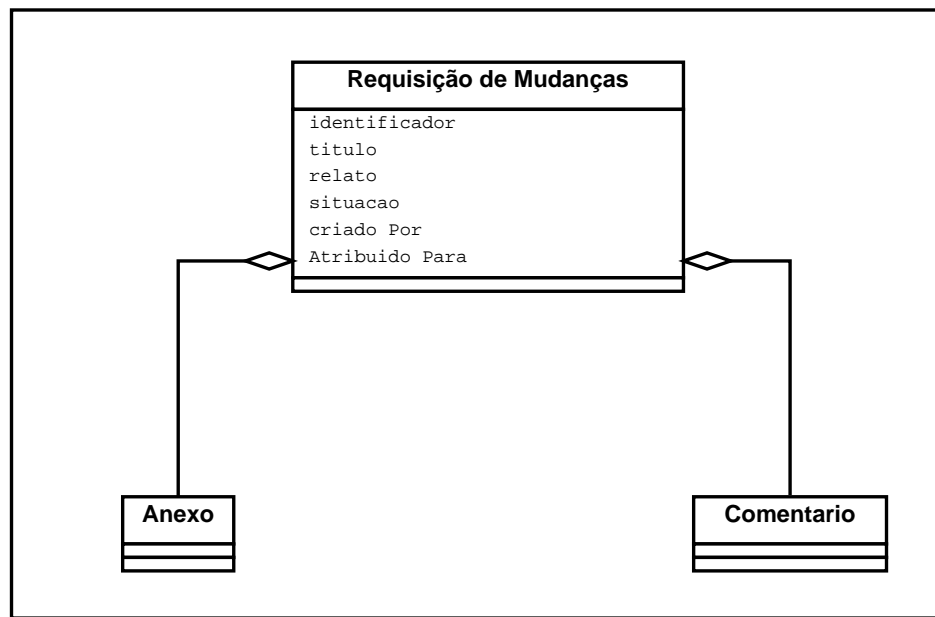 Requisição de Mudanças
identificador
titulo
relato
situacao
criado Por
Atribuido Para
Anexo
Comentario